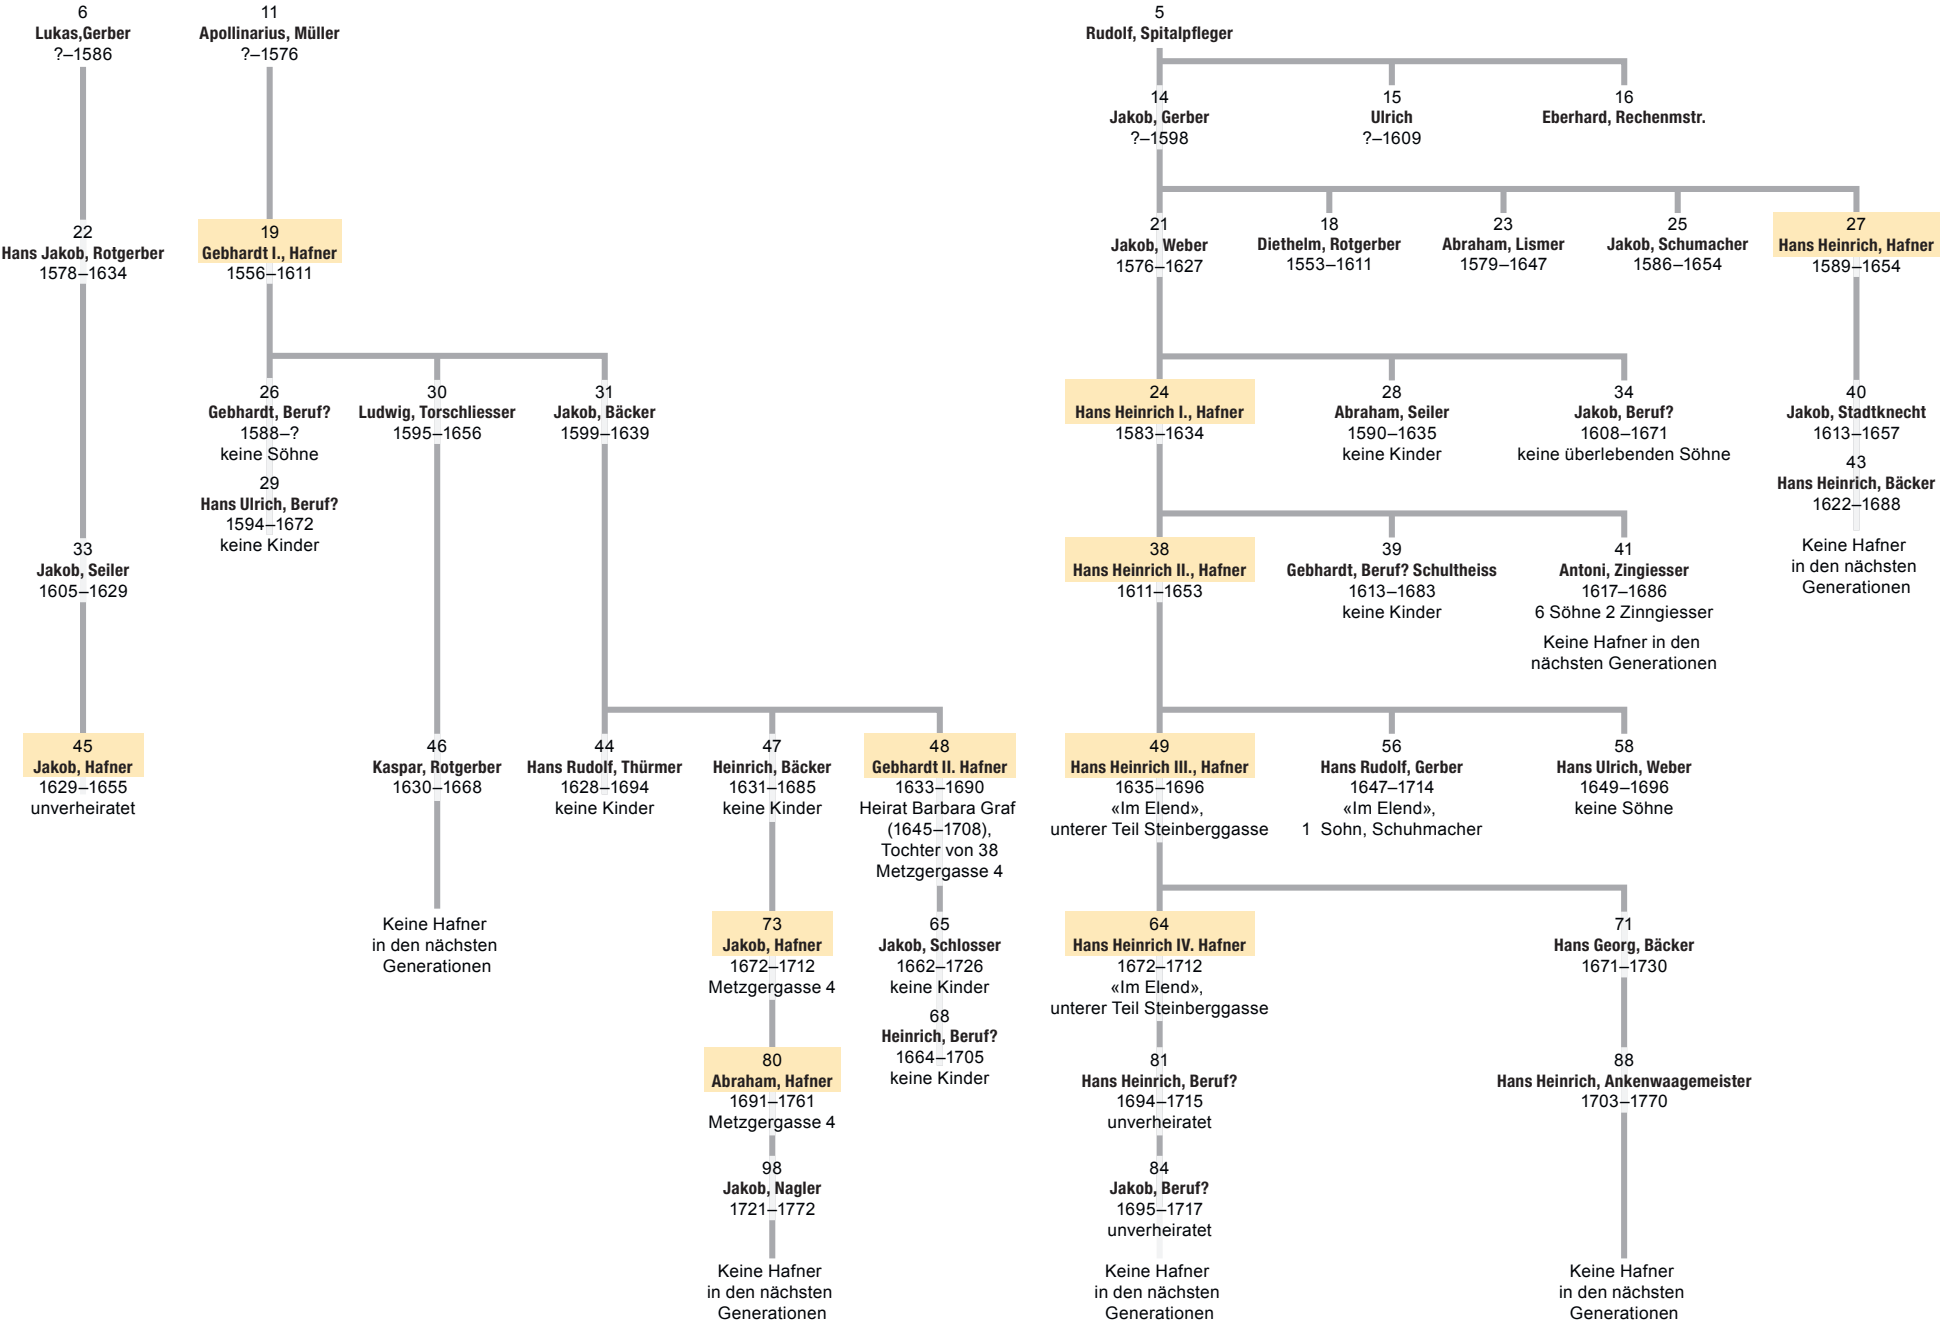 6
Lukas,Gerber
?–1586
11
Apollinarius, Müller
?–1576
5
Rudolf, Spitalpfleger
14
Jakob, Gerber
?–1598
15
Ulrich
?–1609
16
Eberhard, Rechenmstr.
22
Hans Jakob, Rotgerber
1578–1634
19
Gebhardt I., Hafner
1556–1611
21
Jakob, Weber
1576–1627
18
Diethelm, Rotgerber
1553–1611
23
Abraham, Lismer
1579–1647
25
Jakob, Schumacher
1586–1654
27
Hans Heinrich, Hafner
1589–1654
26
Gebhardt, Beruf?
1588–?
keine Söhne
29
Hans Ulrich, Beruf?
1594–1672
keine Kinder
30
Ludwig, Torschliesser
1595–1656
31
Jakob, Bäcker
1599–1639
24
Hans Heinrich I., Hafner
1583–1634
28
Abraham, Seiler
1590–1635
keine Kinder
34
Jakob, Beruf?
1608–1671
keine überlebenden Söhne
40
Jakob, Stadtknecht
1613–1657
43
Hans Heinrich, Bäcker
1622–1688
Keine Hafner
in den nächsten
Generationen
33
Jakob, Seiler
1605–1629
38
Hans Heinrich II., Hafner
1611–1653
39
Gebhardt, Beruf? Schultheiss
1613–1683
keine Kinder
41
Antoni, Zingiesser
1617–1686
6 Söhne 2 Zinngiesser
Keine Hafner in den
nächsten Generationen
45
Jakob, Hafner
1629–1655
unverheiratet
46
Kaspar, Rotgerber
1630–1668
Keine Hafner
in den nächsten
Generationen
44
Hans Rudolf, Thürmer
1628–1694
keine Kinder
47
Heinrich, Bäcker
1631–1685
keine Kinder
48
Gebhardt II. Hafner
1633–1690
Heirat Barbara Graf
(1645–1708),
Tochter von 38
Metzgergasse 4
49
Hans Heinrich III., Hafner
1635–1696
«Im Elend»,
unterer Teil Steinberggasse
56
Hans Rudolf, Gerber
1647–1714
«Im Elend»,
1 Sohn, Schuhmacher
58
Hans Ulrich, Weber
1649–1696
keine Söhne
73
Jakob, Hafner
1672–1712
Metzgergasse 4
65
Jakob, Schlosser
1662–1726
keine Kinder
68
Heinrich, Beruf?
1664–1705
keine Kinder
64
Hans Heinrich IV. Hafner
1672–1712
«Im Elend»,
unterer Teil Steinberggasse
71
Hans Georg, Bäcker
1671–1730
80
Abraham, Hafner
1691–1761
Metzgergasse 4
81
Hans Heinrich, Beruf?
1694–1715
unverheiratet
88
Hans Heinrich, Ankenwaagemeister
1703–1770
98
Jakob, Nagler
1721–1772
84
Jakob, Beruf?
1695–1717
unverheiratet
Keine Hafner
in den nächsten
Generationen
Keine Hafner
in den nächsten
Generationen
Keine Hafner
in den nächsten
Generationen